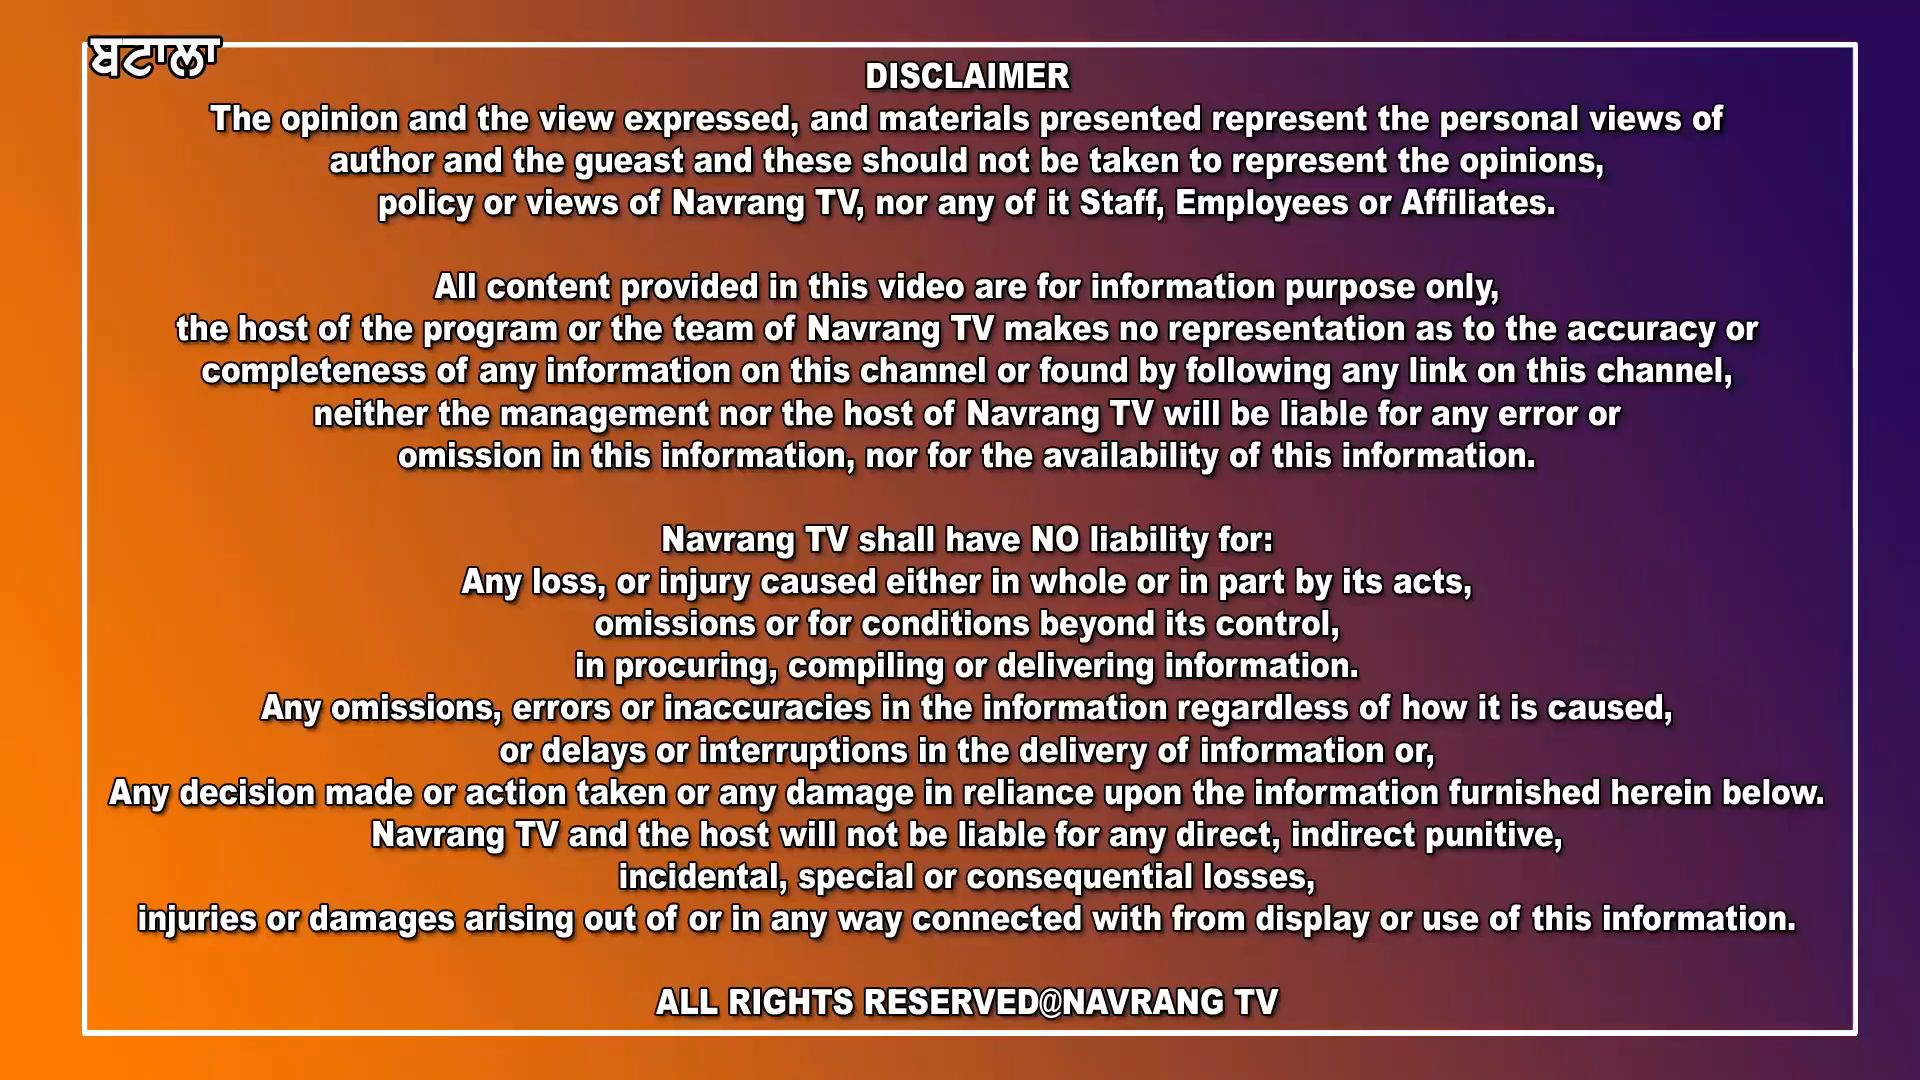 ਬਟਾਲਾ
DISCLAIMER
The opinion and the view expressed, and materials presented represent the personal views of
author and the gueast and these should not be taken to represent the opinions,
policy or views of Navrang TV, nor any of it Staff, Employees or Affiliates.
All content provided in this video are for information purpose only,
the host of the program or the team of Navrang TV makes no representation as to the accuracy or
completeness of any information on this channel or found by following any link on this channel,
neither the management nor the host of Navrang TV will be liable for any error or
omission in this information, nor for the availability of this information.
Navrang TV shall have NO liability for:
Any loss, or injury caused either in whole or in part by its acts,
omissions or for conditions beyond its control,
in procuring, compiling or delivering information.
Any omissions, errors or inaccuracies in the information regardless of how it is caused,
or delays or interruptions in the delivery of information or,
Any decision made or action taken or any damage in reliance upon the information furnished herein below.
Navrang TV and the host will not be liable for any direct, indirect punitive,
incidental, special or consequential losses,
injuries or damages arising out of or in any way connected with from display or use of this information.
ALL RIGHTS RESERVED@NAVRANG TV